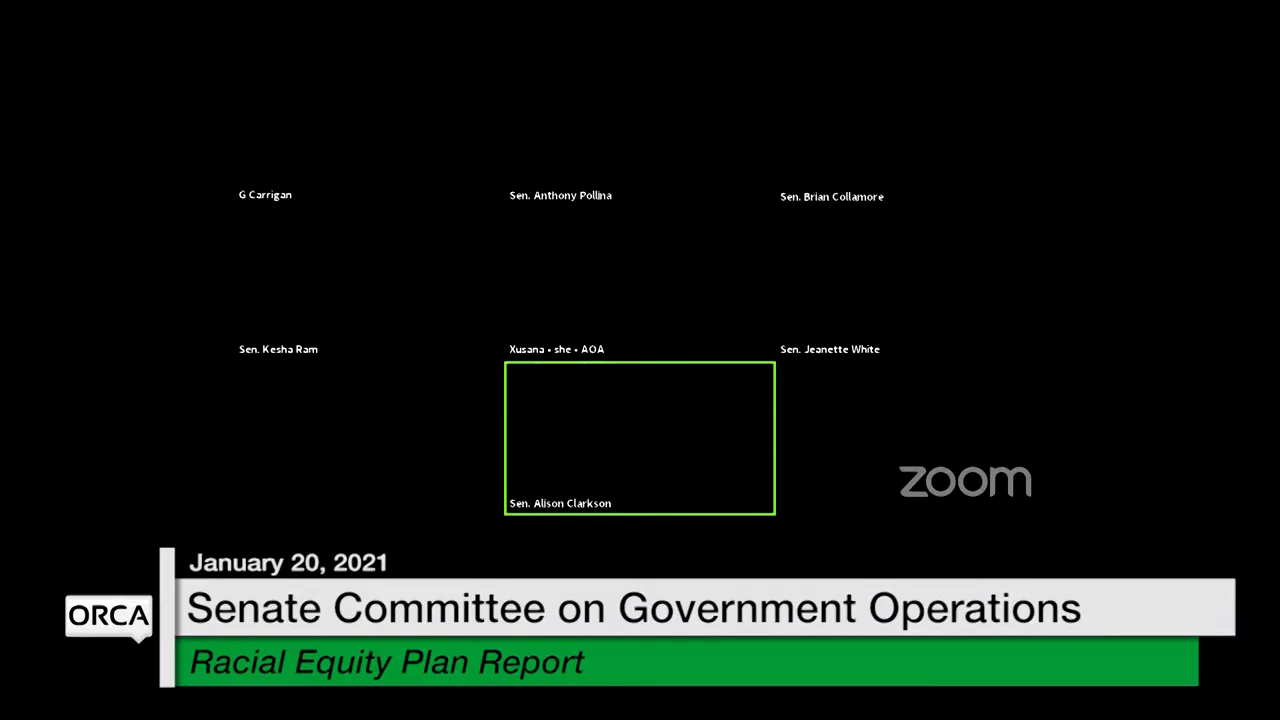 G Carrigan
Sen. Anthony Pollina
Sen. Brian Collamore
Sen. Kesha Ram
Xusana • she • AOA
Sen. Jeanette White
Sen. Alison Clarkson
zoom
January 20, 2021
ORCA
Senate Committee on Government Operations
Racial Equity Plan Report